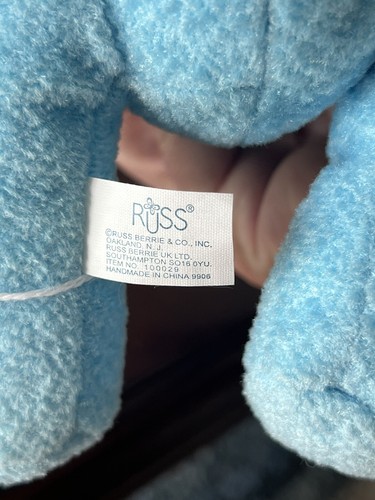 RUSS®
©RUSS BERRIE & CO., INC.
OAKLAND, N. J.
RUSS BERRIE UK LTD.
SOUTHAMPTON SO16 0YU.
ITEM NO. 100029
HANDMADE IN CHINA 9906